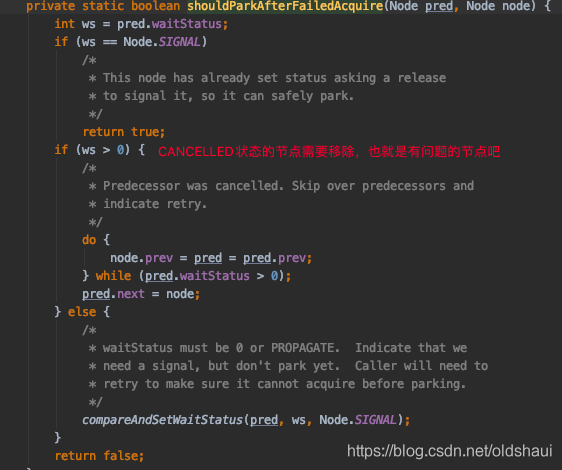 private static boolean shouldParkAfterFailedAcquire(Node pred, Node node) {
    int ws = pred.waitStatus;
    if (ws == Node.SIGNAL)
        /*
         * This node has already set status asking a release
         * to signal it, so it can safely park.
         */
        return true;
    if (ws > 0) { CANCELLED状态的节点需要移除，也就是有问题的节点吧
        /*
         * Predecessor was cancelled. Skip over predecessors and
         * indicate retry.
         */
        do {
            node.prev = pred = pred.prev;
        } while (pred.waitStatus > 0);
        pred.next = node;
    } else {
        /*
         * waitStatus must be 0 or PROPAGATE.  Indicate that we
         * need a signal, but don't park yet.  Caller will need to
         * retry to make sure it cannot acquire before parking.
         */
        compareAndSetWaitStatus(pred, ws, Node.SIGNAL);
    }
    return false;
https://blog.csdn.net/oldshaui